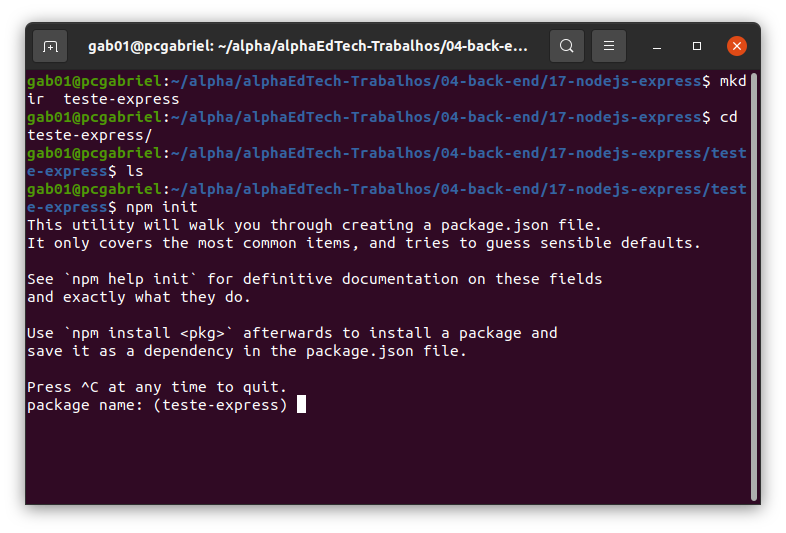 gab01@pcgabriel: ~/alpha/alphaEdTech-Trabalhos/04-back-e...
gab01@pcgabriel:~/alpha/alphaEdTech-Trabalhos/04-back-end/17-nodejs-express$ mkd
ir  teste-express
gab01@pcgabriel:~/alpha/alphaEdTech-Trabalhos/04-back-end/17-nodejs-express$ cd
teste-express/
gab01@pcgabriel:~/alpha/alphaEdTech-Trabalhos/04-back-end/17-nodejs-express/test
e-express$ ls
gab01@pcgabriel:~/alpha/alphaEdTech-Trabalhos/04-back-end/17-nodejs-express/test
e-express$ npm init
This utility will walk you through creating a package.json file.
It only covers the most common items, and tries to guess sensible defaults.

See `npm help init` for definitive documentation on these fields
and exactly what they do.

Use `npm install <pkg>` afterwards to install a package and
save it as a dependency in the package.json file.

Press ^C at any time to quit.
package name: (teste-express)